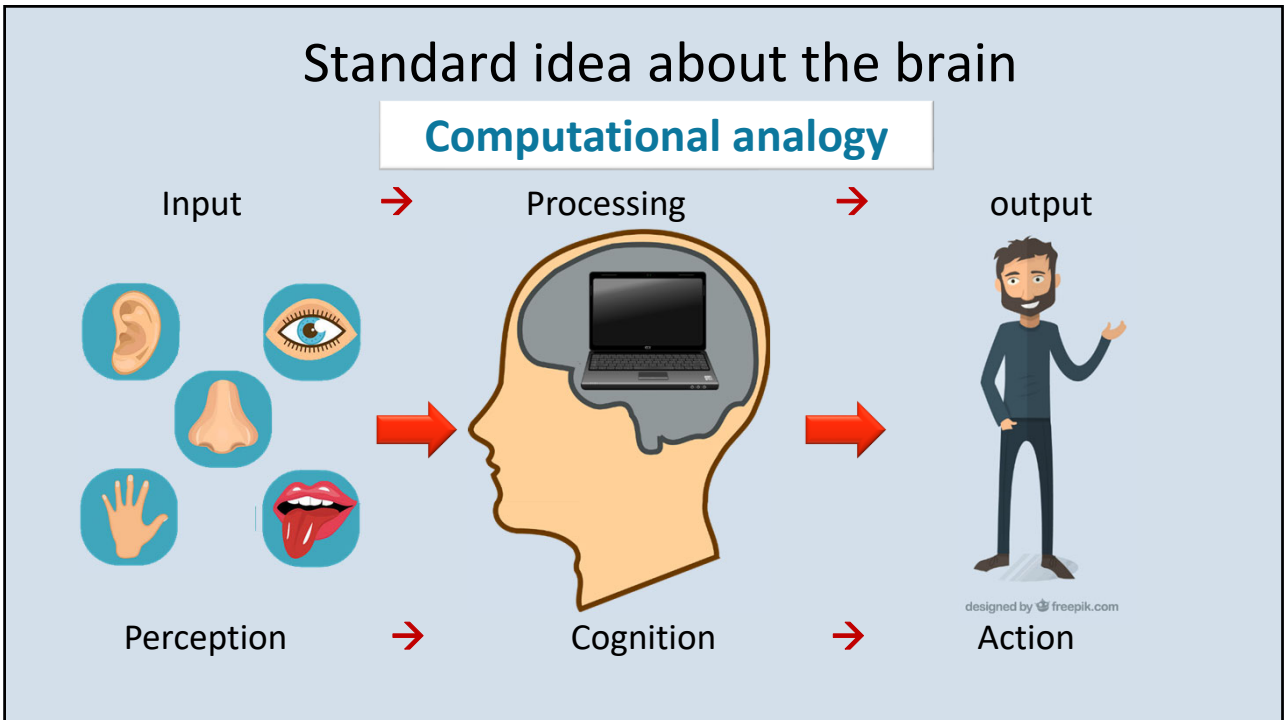 Standard idea about the brain
Computational analogy
Input → Processing → output
designed by freepik.com
Perception → Cognition → Action